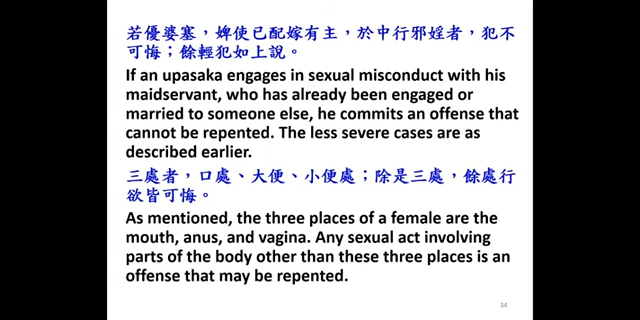 若優婆塞，婢使已配嫁有主，於中行邪婬者，犯不
可悔；餘輕犯如上說。
If an upasaka engages in sexual misconduct with his
maidservant, who has already been engaged or
married to someone else, he commits an offense that
cannot be repented. The less severe cases are as
described earlier.
三處者，口處、大便、小便處；除是三處，餘處行
欲皆可悔。
As mentioned, the three places of a female are the
mouth, anus, and vagina. Any sexual act involving
parts of the body other than these three places is an
offense that may be repented.
34